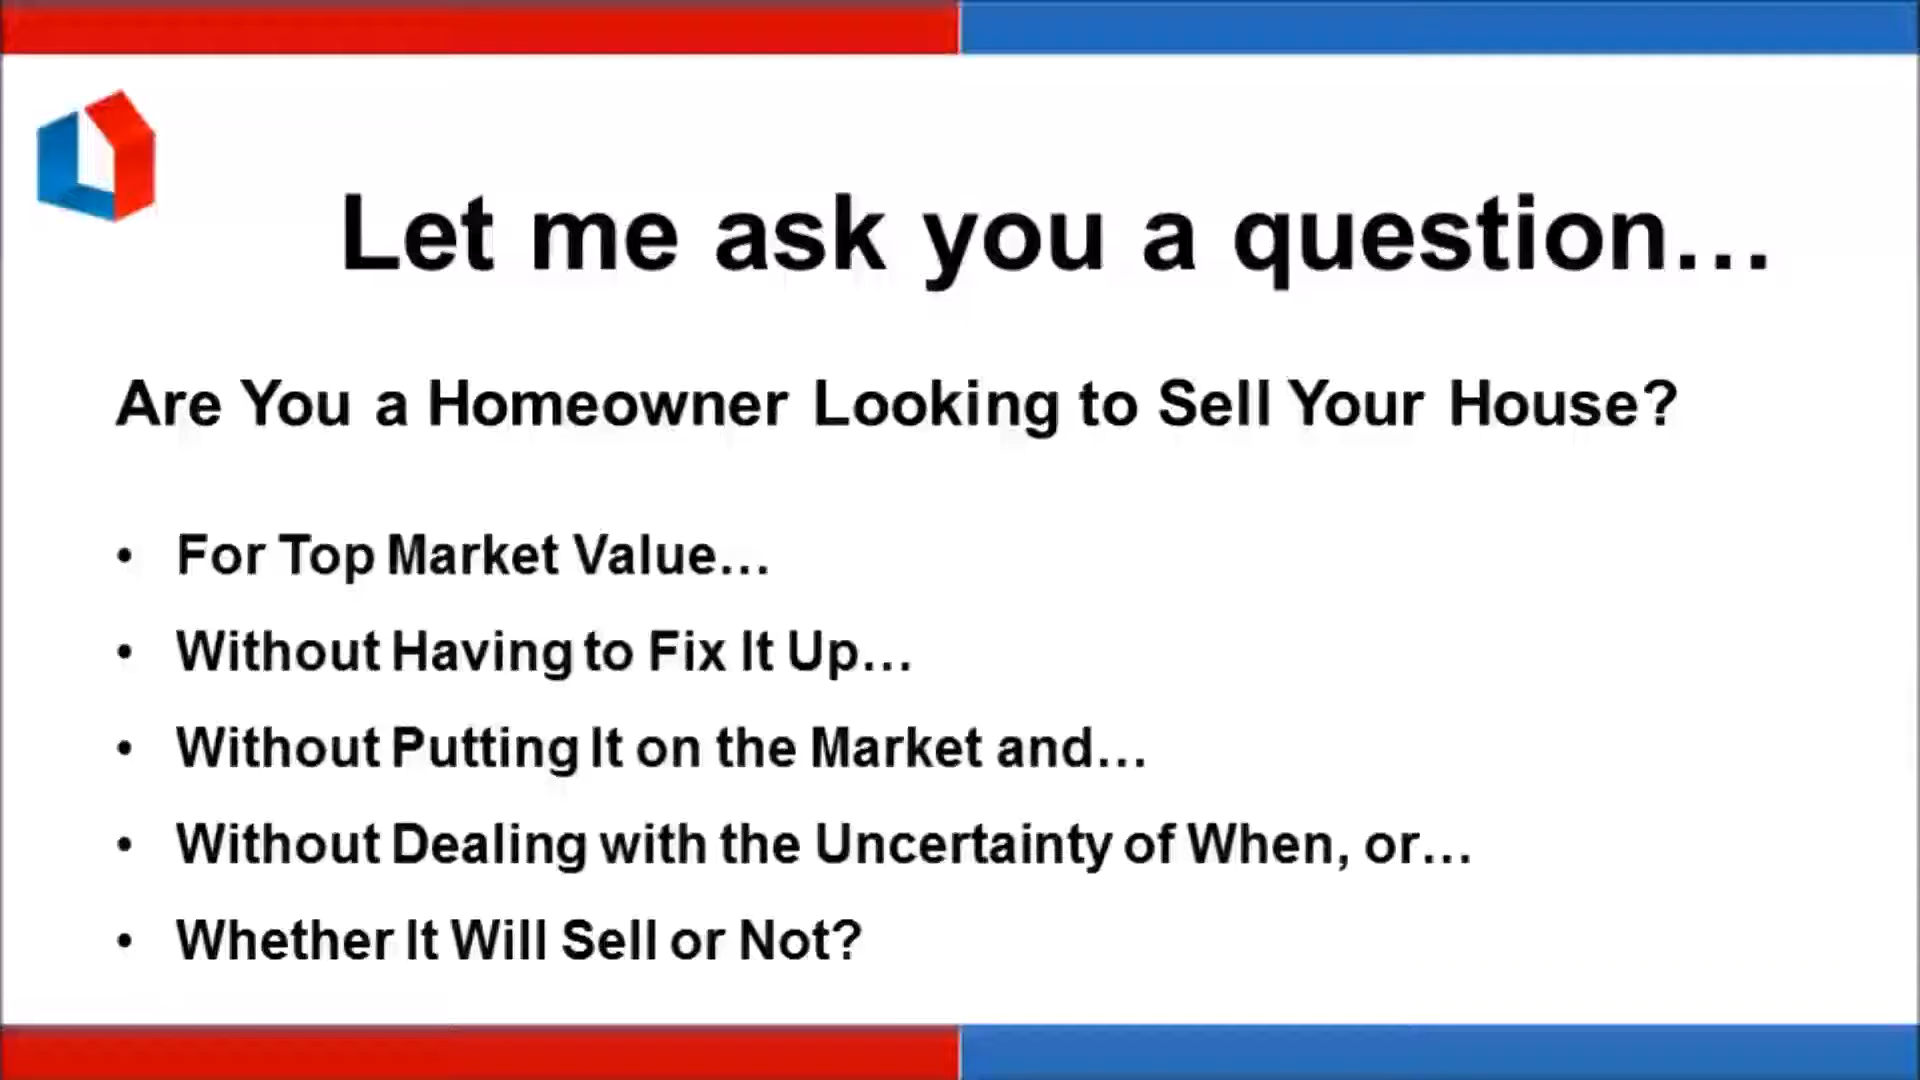 Let me ask you a question...
Are You a Homeowner Looking to Sell Your House?
• For Top Market Value...
• Without Having to Fix It Up...
• Without Putting It on the Market and...
• Without Dealing with the Uncertainty of When, or...
• Whether It Will Sell or Not?